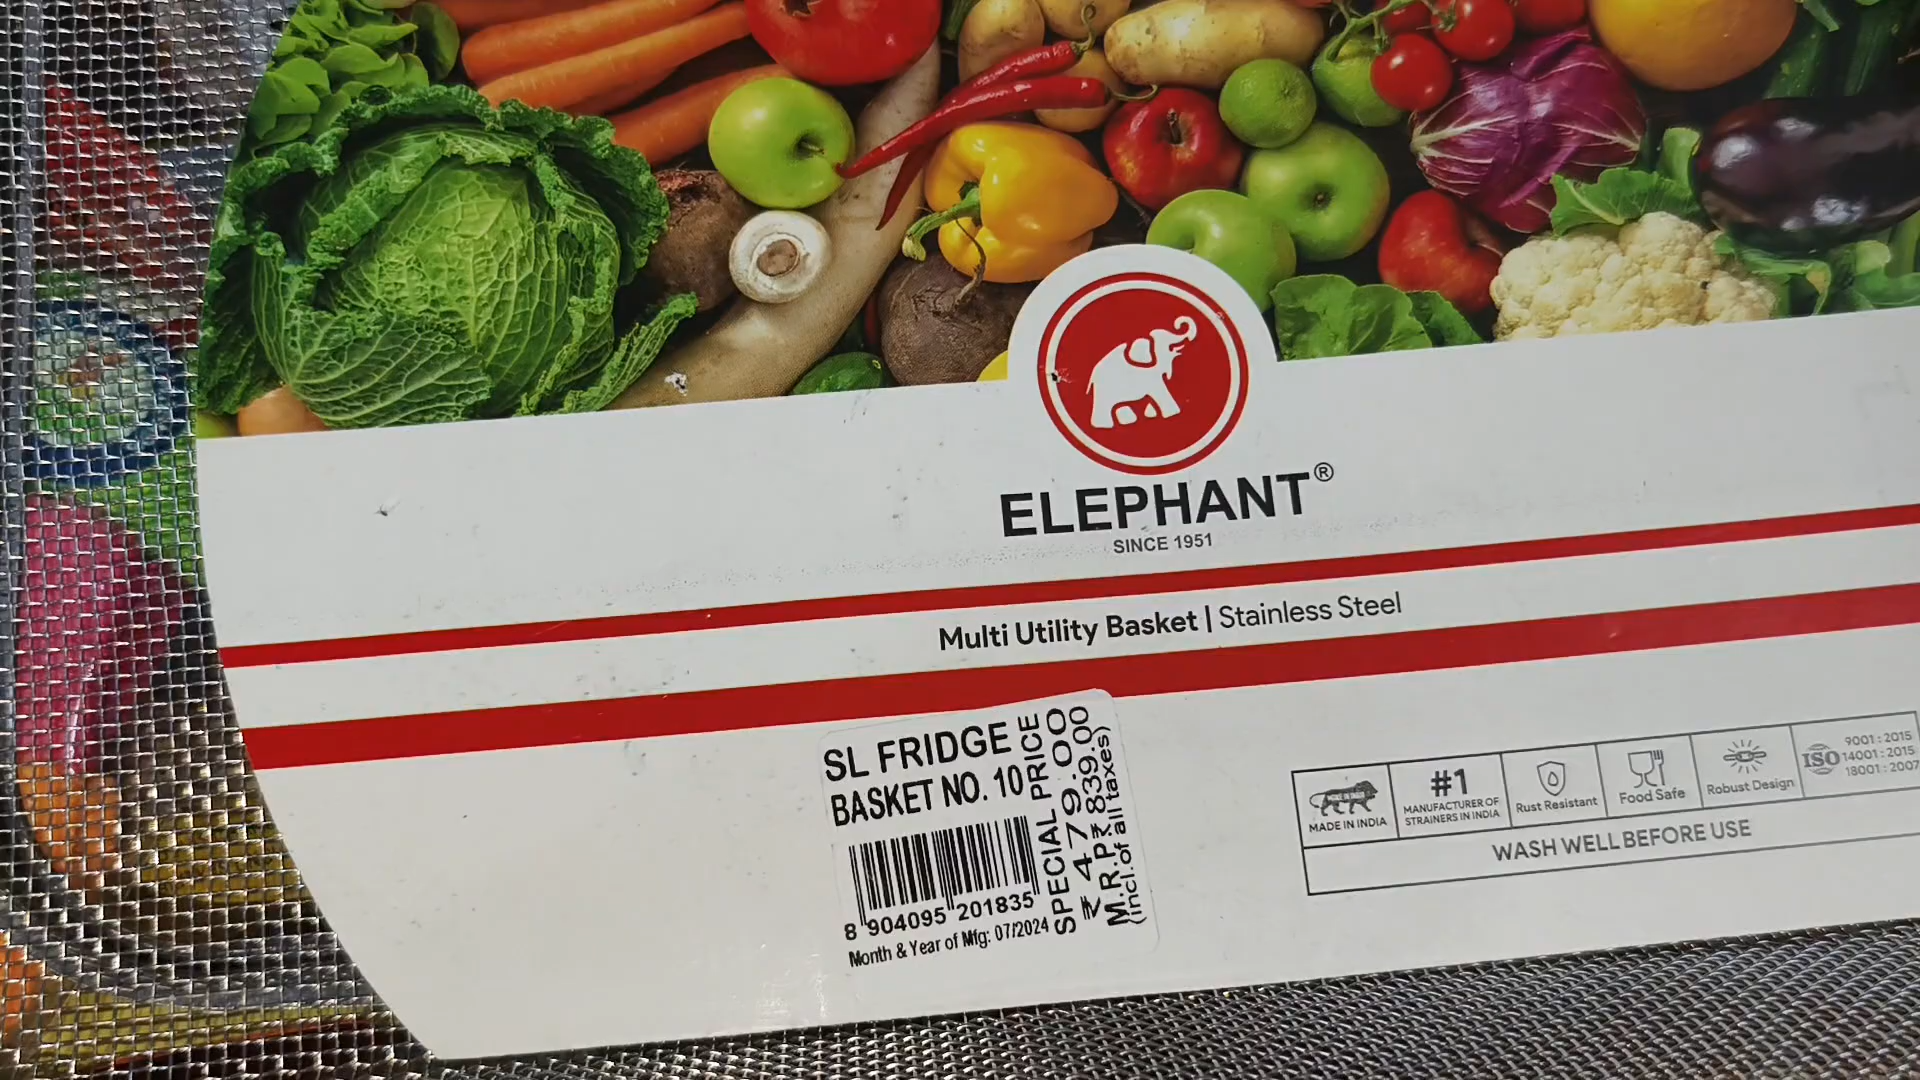 ELEPHANT®
SINCE 1951
Multi Utility Basket | Stainless Steel
SL FRIDGE
BASKET NO. 10
8 904095 201835
Month & Year of Mfg: 07/2024
SPECIAL PRICE
₹ 479.00
M.R.P.₹ 839.00
(incl.of all taxes)
MADE IN INDIA
#1
MANUFACTURER OF
STRAINERS IN INDIA
Rust Resistant
Food Safe
Robust Design
ISO
9001 : 2015
14001 : 2015
18001 : 2007
WASH WELL BEFORE USE